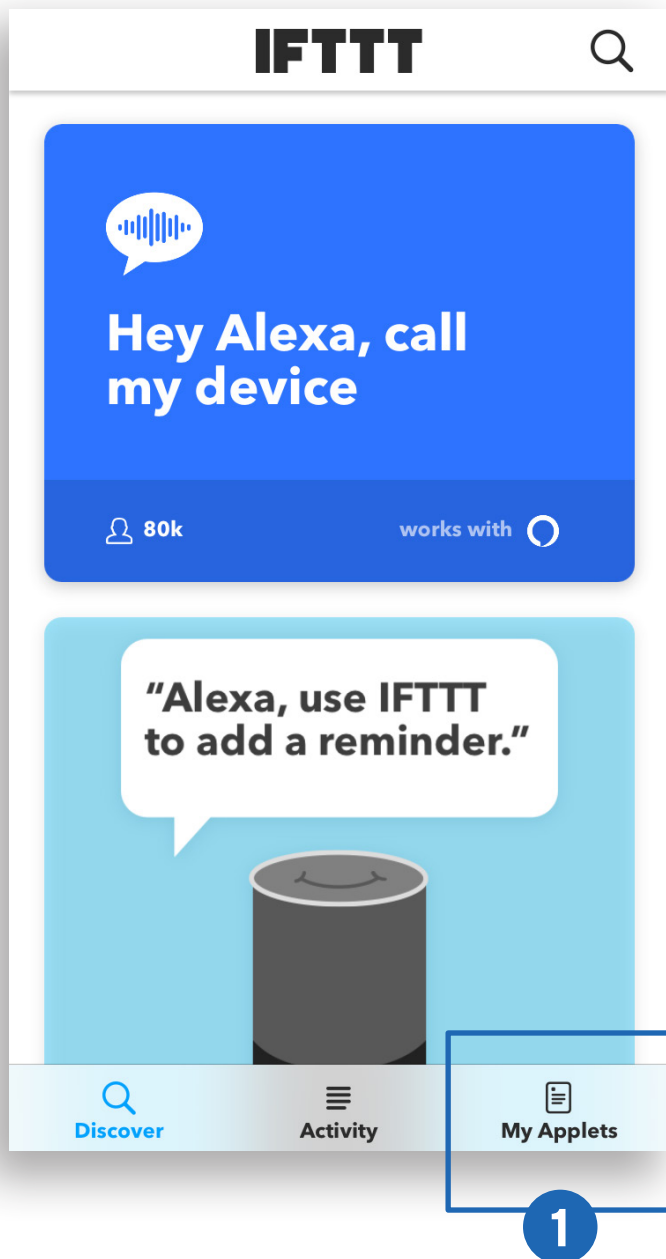 IFTTT
Hey Alexa, call
my device
80k
works with
“Alexa, use IFTTT
to add a reminder.”
Discover
Activity
My Applets
1